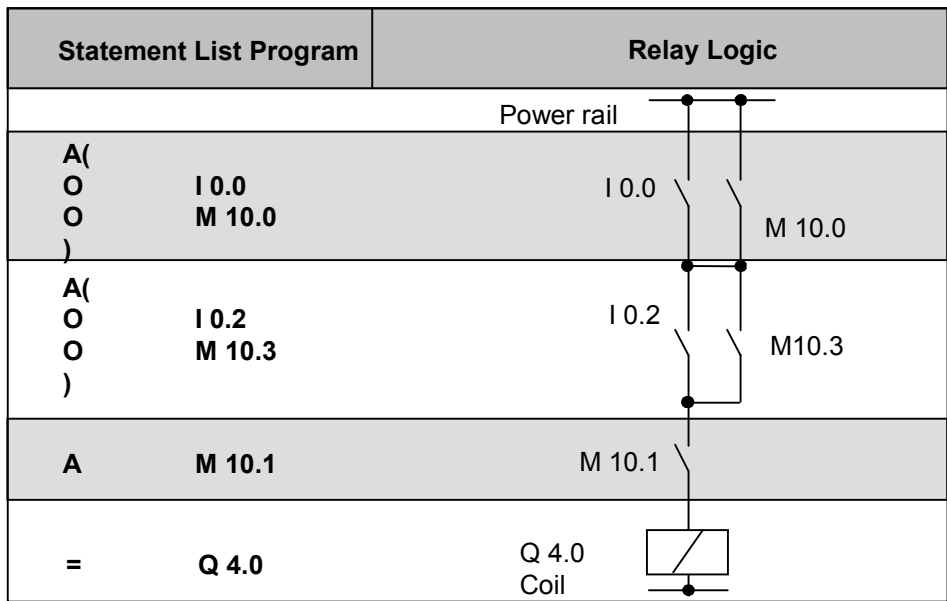 Statement List Program Relay Logic
Power rail
A(
O I 0.0
O M 10.0
)
I 0.0
M 10.0
A(
O I 0.2
O M 10.3
)
I 0.2
M10.3
A M 10.1
M 10.1
= Q 4.0
Q 4.0
Coil